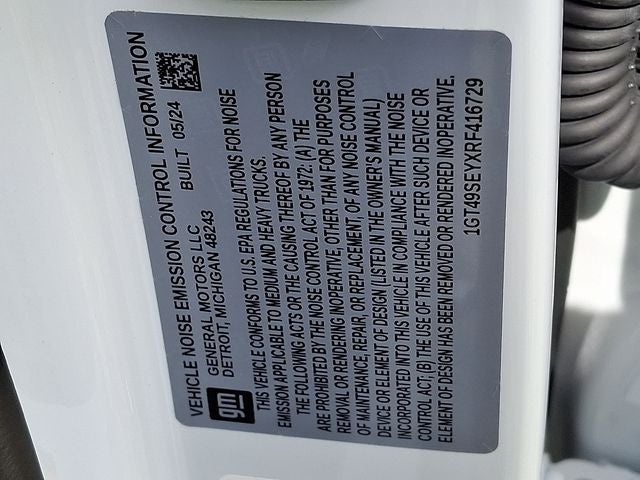 VEHICLE NOISE EMISSION CONTROL INFORMATION
gm
GENERAL MOTORS LLC
DETROIT, MICHIGAN 48243
BUILT 05/24
THIS VEHICLE CONFORMS TO U.S. EPA REGULATIONS FOR NOISE
EMISSION APPLICABLE TO MEDIUM AND HEAVY TRUCKS.
THE FOLLOWING ACTS OR THE CAUSING THEREOF BY ANY PERSON
ARE PROHIBITED BY THE NOISE CONTROL ACT OF 1972: (A) THE
REMOVAL OR RENDERING INOPERATIVE, OTHER THAN FOR PURPOSES
OF MAINTENANCE, REPAIR, OR REPLACEMENT, OF ANY NOISE CONTROL
DEVICE OR ELEMENT OF DESIGN (LISTED IN THE OWNER'S MANUAL)
INCORPORATED INTO THIS VEHICLE IN COMPLIANCE WITH THE NOISE
CONTROL ACT; (B) THE USE OF THIS VEHICLE AFTER SUCH DEVICE OR
ELEMENT OF DESIGN HAS BEEN REMOVED OR RENDERED INOPERATIVE.
1GT49SEYXRF416729